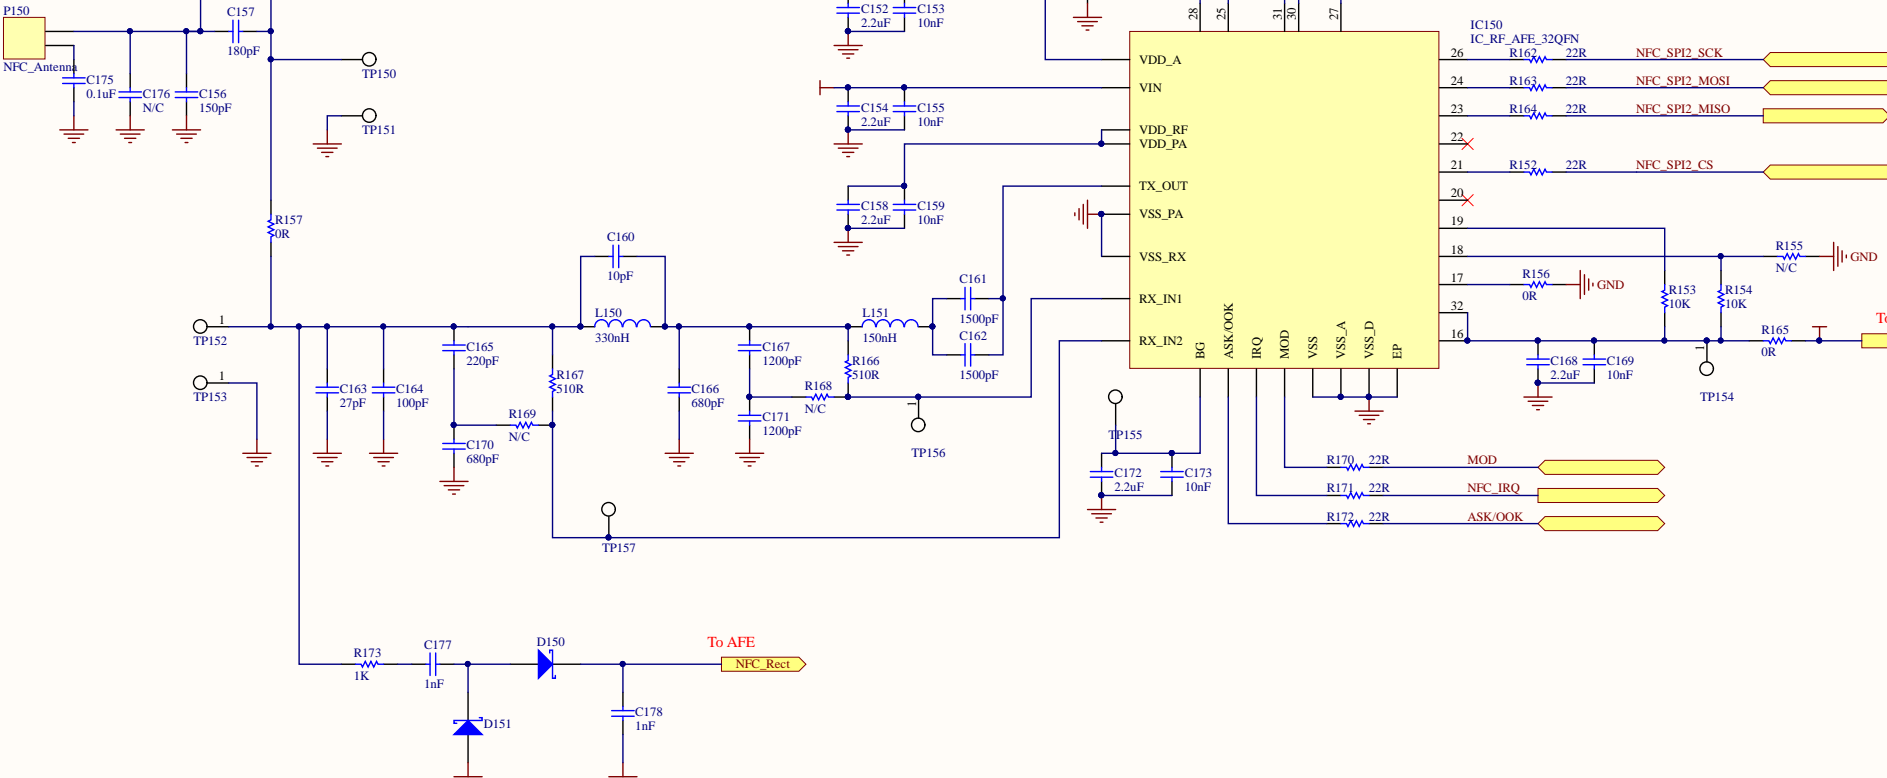 P150
NFC_Antenna
C157
180pF
C175
0.1uF
C176
N/C
C156
150pF
TP150
TP151
R157
0R
C152
2.2uF
C153
10nF
C154
2.2uF
C155
10nF
C158
2.2uF
C159
10nF
28
25
31
30
27
IC150
IC_RF_AFE_32QFN
VDD_A
VIN
VDD_RF
VDD_PA
TX_OUT
VSS_PA
VSS_RX
RX_IN1
RX_IN2
BG
ASK/OOK
IRQ
MOD
VSS
VSS_A
VSS_D
EP
26
24
23
22
21
20
19
18
17
32
16
R162
22R
NFC_SPI2_SCK
R163
22R
NFC_SPI2_MOSI
R164
22R
NFC_SPI2_MISO
R152
22R
NFC_SPI2_CS
R155
N/C
GND
R156
0R
GND
R153
10K
R154
10K
R165
0R
To
C168
2.2uF
C169
10nF
1
TP154
C160
10pF
L150
330nH
L151
150nH
C161
1500pF
C162
1500pF
1
TP152
1
TP153
C163
27pF
C164
100pF
C165
220pF
R167
510R
R169
N/C
C170
680pF
C166
680pF
C167
1200pF
R166
510R
R168
N/C
C171
1200pF
1
TP156
TP155
C172
2.2uF
C173
10nF
TP157
R170
22R
MOD
R171
22R
NFC_IRQ
R172
22R
ASK/OOK
R173
1K
C177
1nF
D150
D151
To AFE
NFC_Rect
C178
1nF